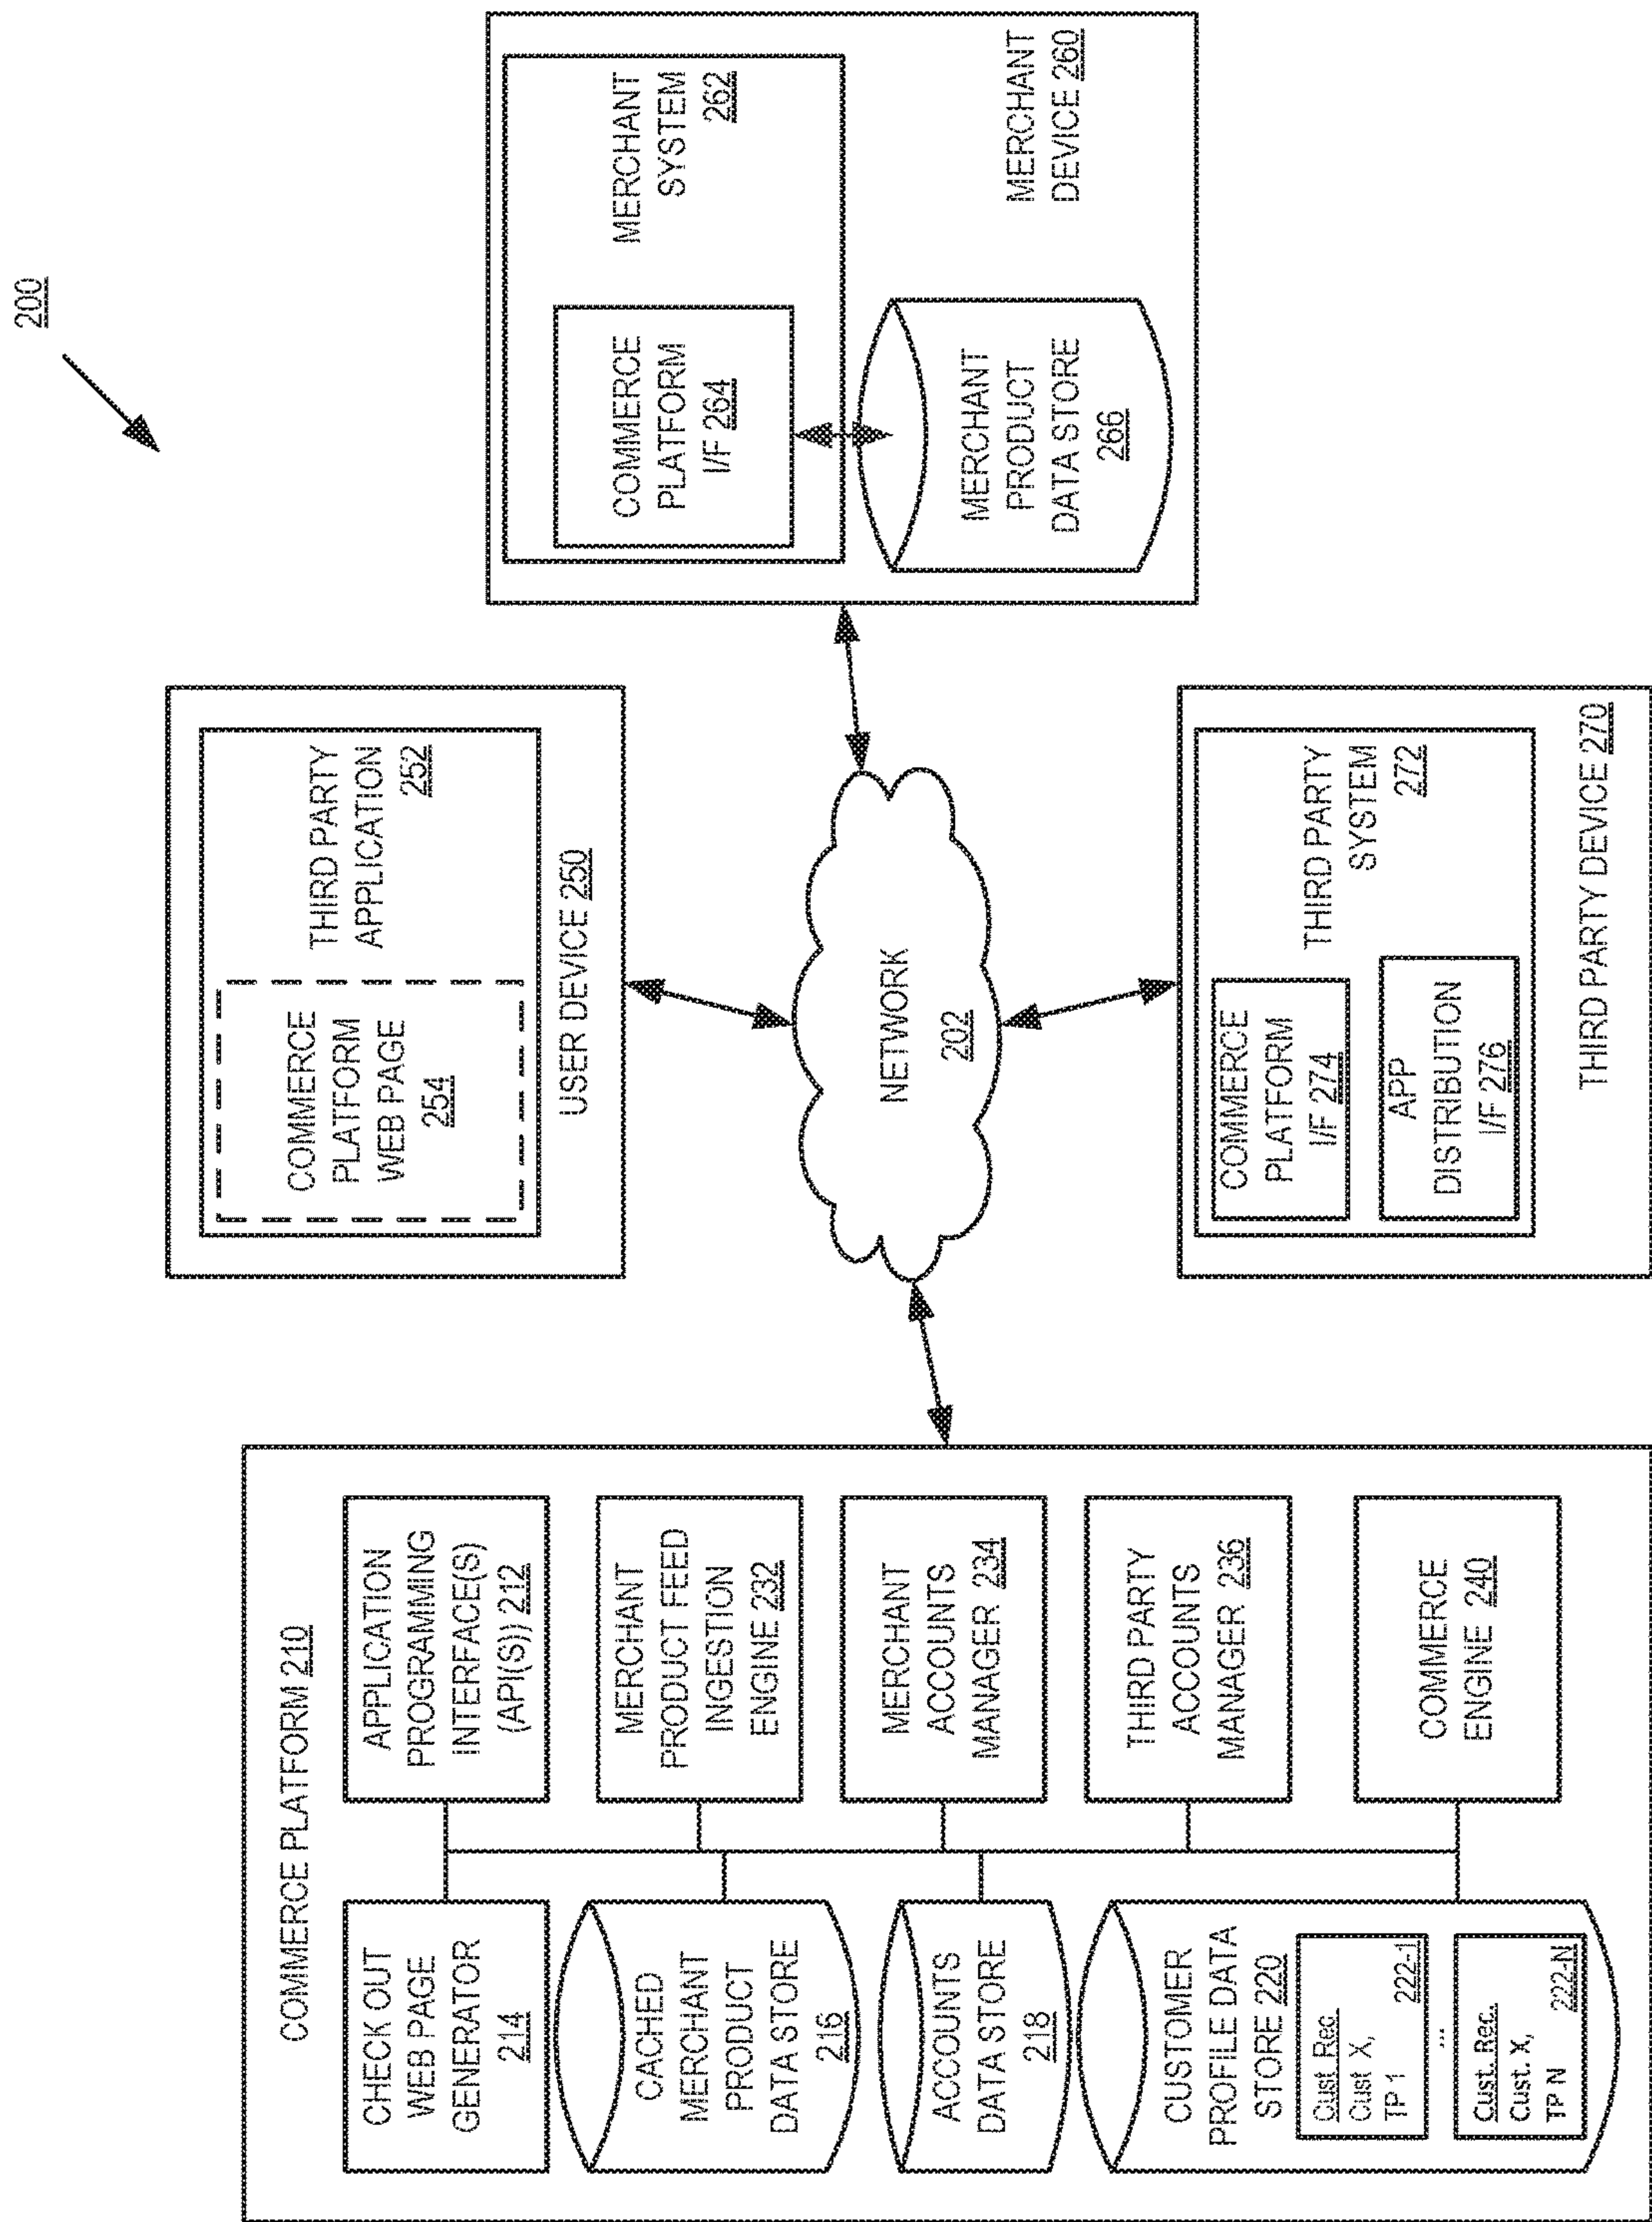 200
COMMERCE PLATFORM 210
CHECK OUT
WEB PAGE
GENERATOR
214
APPLICATION
PROGRAMMING
INTERFACE(S)
(API(S)) 212
CACHED
MERCHANT
PRODUCT
DATA STORE
216
MERCHANT
PRODUCT FEED
INGESTION
ENGINE 232
ACCOUNTS
DATA STORE
218
MERCHANT
ACCOUNTS
MANAGER 234
CUSTOMER
PROFILE DATA
STORE 220
Cust Rec
Cust X,
TP 1
222-1
...
Cust. Rec.
Cust. X,
TP N
222-N
THIRD PARTY
ACCOUNTS
MANAGER 236
COMMERCE
ENGINE 240
COMMERCE
PLATFORM
WEB PAGE
254
THIRD PARTY
APPLICATION
252
USER DEVICE 250
NETWORK
202
COMMERCE
PLATFORM
I/F 274
APP
DISTRIBUTION
I/F 276
THIRD PARTY
SYSTEM
272
THIRD PARTY DEVICE 270
COMMERCE
PLATFORM
I/F 264
MERCHANT
SYSTEM
262
MERCHANT
PRODUCT
DATA STORE
266
MERCHANT
DEVICE 260